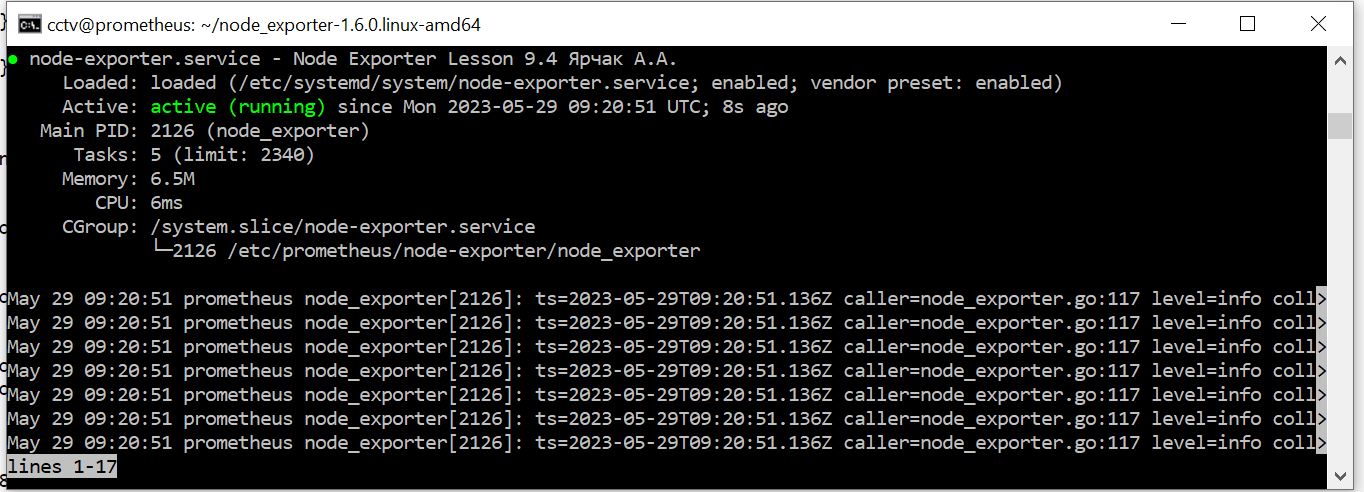 cctv@prometheus: ~/node_exporter-1.6.0.linux-amd64
● node-exporter.service - Node Exporter Lesson 9.4 Ярчак А.А.
Loaded: loaded (/etc/systemd/system/node-exporter.service; enabled; vendor preset: enabled)
Active: active (running) since Mon 2023-05-29 09:20:51 UTC; 8s ago
Main PID: 2126 (node_exporter)
Tasks: 5 (limit: 2340)
Memory: 6.5M
CPU: 6ms
CGroup: /system.slice/node-exporter.service
└─2126 /etc/prometheus/node-exporter/node_exporter
May 29 09:20:51 prometheus node_exporter[2126]: ts=2023-05-29T09:20:51.136Z caller=node_exporter.go:117 level=info coll>
May 29 09:20:51 prometheus node_exporter[2126]: ts=2023-05-29T09:20:51.136Z caller=node_exporter.go:117 level=info coll>
May 29 09:20:51 prometheus node_exporter[2126]: ts=2023-05-29T09:20:51.136Z caller=node_exporter.go:117 level=info coll>
May 29 09:20:51 prometheus node_exporter[2126]: ts=2023-05-29T09:20:51.136Z caller=node_exporter.go:117 level=info coll>
May 29 09:20:51 prometheus node_exporter[2126]: ts=2023-05-29T09:20:51.136Z caller=node_exporter.go:117 level=info coll>
May 29 09:20:51 prometheus node_exporter[2126]: ts=2023-05-29T09:20:51.136Z caller=node_exporter.go:117 level=info coll>
May 29 09:20:51 prometheus node_exporter[2126]: ts=2023-05-29T09:20:51.136Z caller=node_exporter.go:117 level=info coll>
lines 1-17